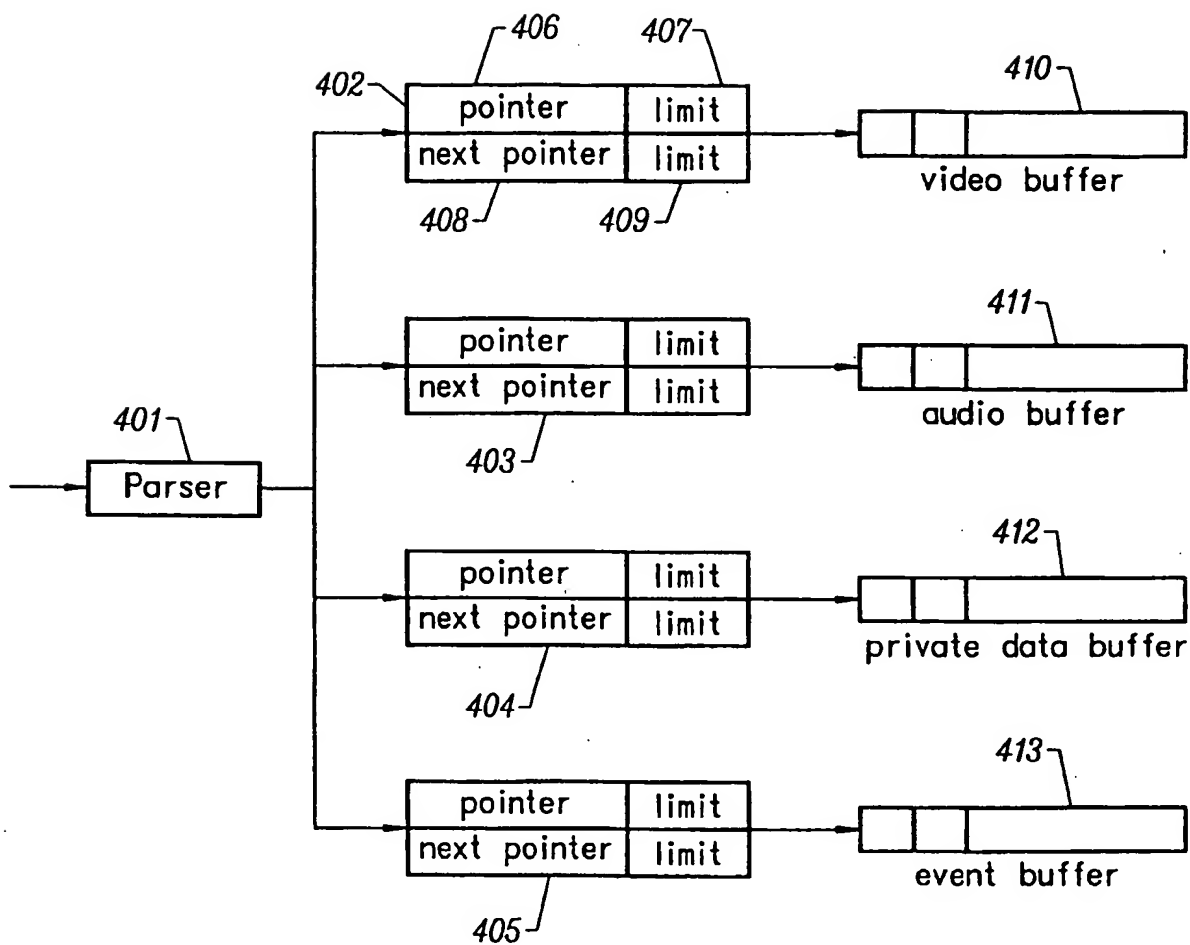 406
407
410
402
pointer limit
next pointer limit
video buffer
408
409
411
pointer limit
next pointer limit
audio buffer
401
403
Parser
412
pointer limit
next pointer limit
private data buffer
404
413
pointer limit
next pointer limit
event buffer
405